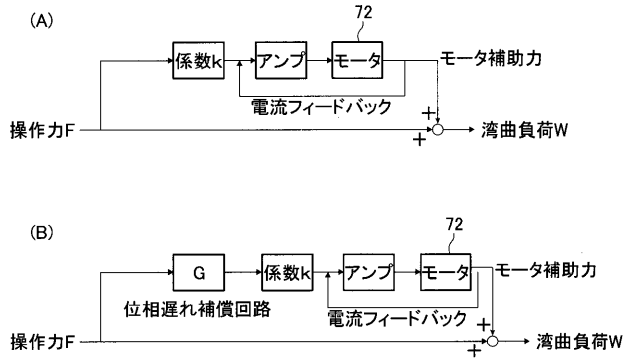 (A)
72
係数k
アンプ
モータ
モータ補助力
電流フィードバック
+
操作力F
+
湾曲負荷W
(B)
72
G
係数k
アンプ
モータ
モータ補助力
位相遅れ補償回路
電流フィードバック
+
操作力F
+
湾曲負荷W